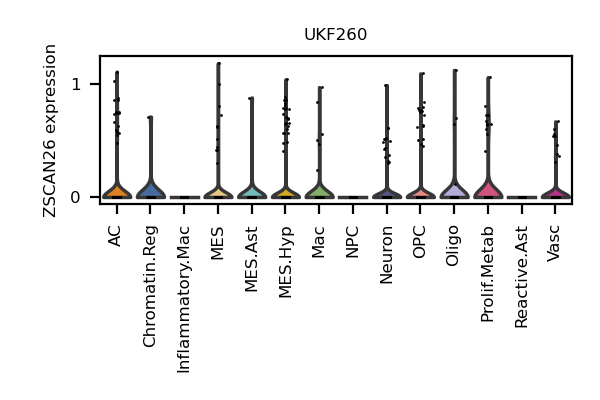 UKF260
ZSCAN26 expression
1
0
AC
Chromatin.Reg
Inflammatory.Mac
MES
MES.Ast
MES.Hyp
Mac
NPC
Neuron
OPC
Oligo
Prolif.Metab
Reactive.Ast
Vasc